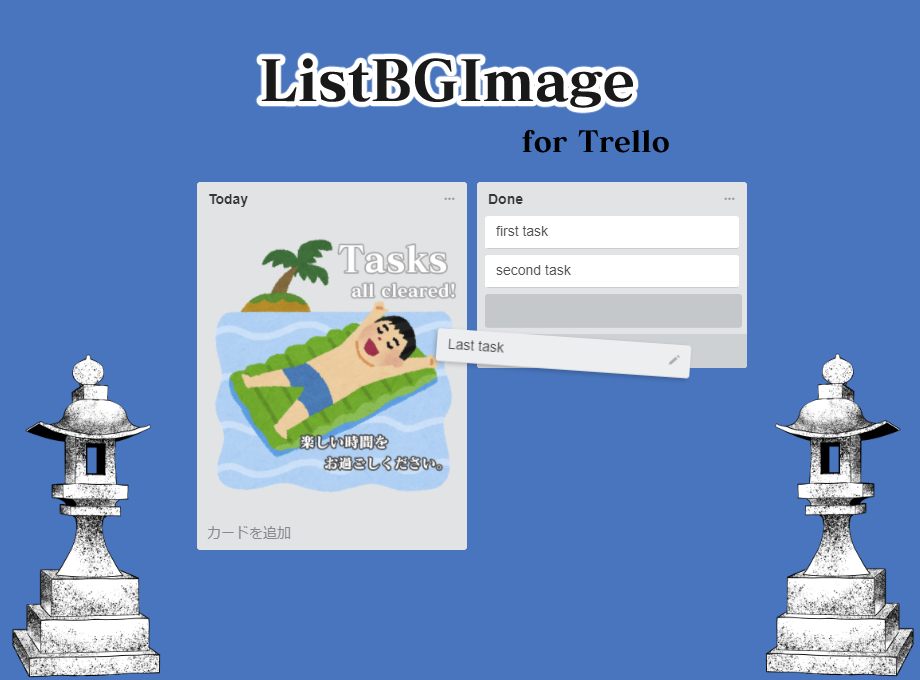 ListBGImage
for Trello
Today
Tasks
all cleared!
楽しい時間を
お過ごしください。
カードを追加
Done
first task
second task
Last task